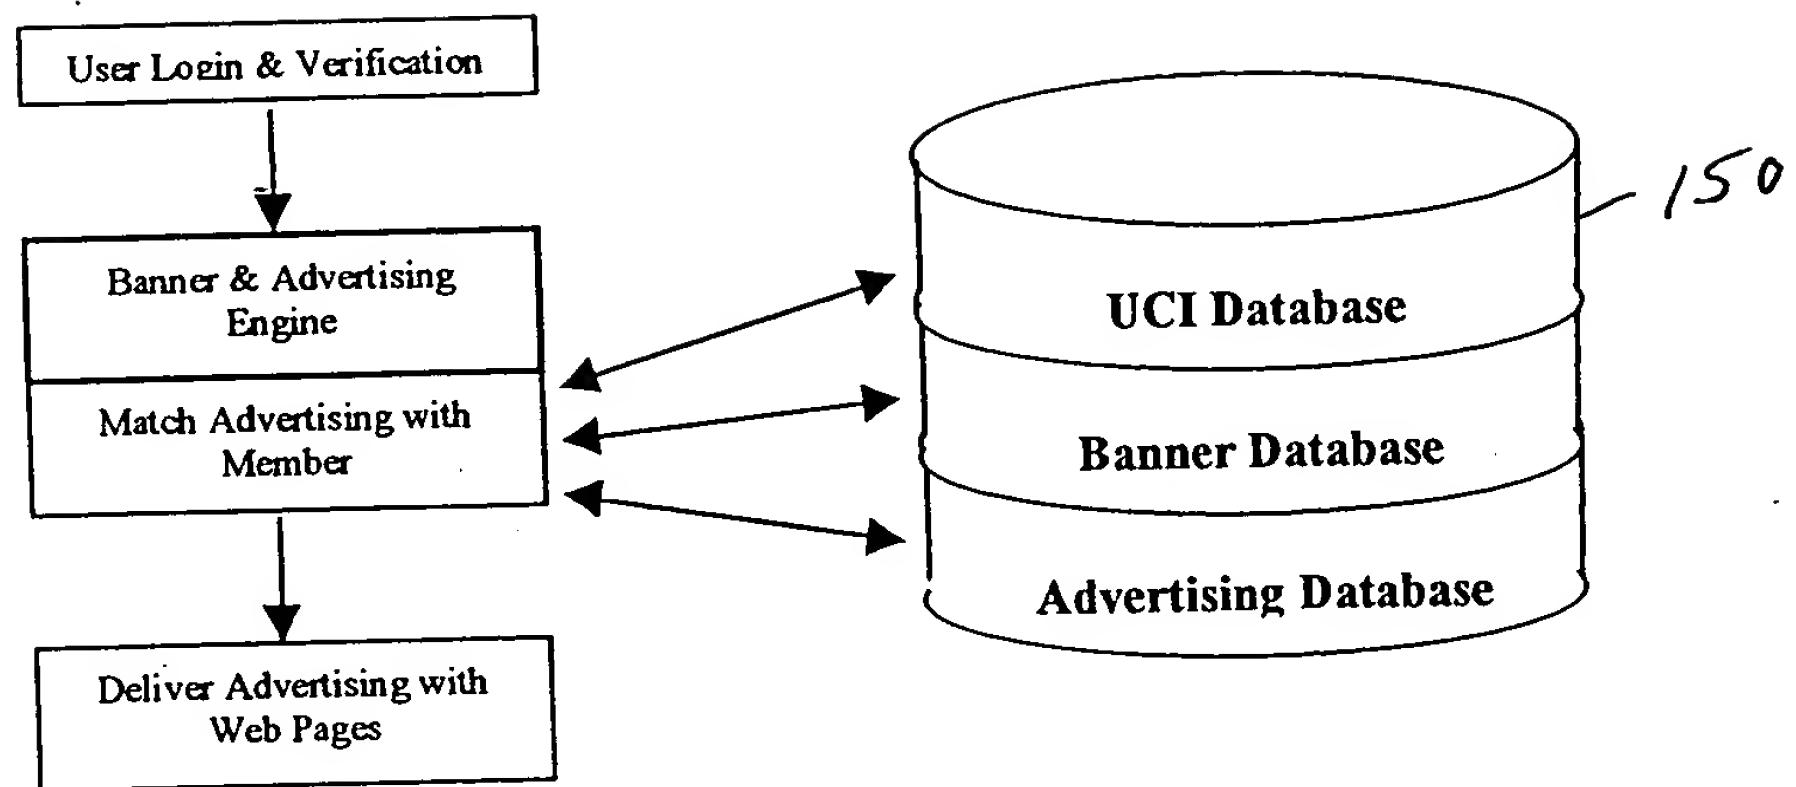 User Login & Verification
Banner & Advertising
Engine
Match Advertising with
Member
Deliver Advertising with
Web Pages
UCI Database
Banner Database
Advertising Database
150